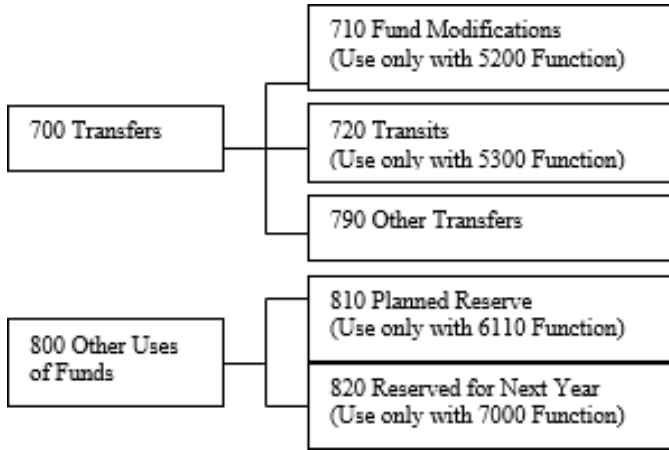 710 Fund Modifications
(Use only with 5200 Function)
700 Transfers
720 Transits
(Use only with 5300 Function)
790 Other Transfers
810 Planned Reserve
(Use only with 6110 Function)
800 Other Uses
of Funds
820 Reserved for Next Year
(Use only with 7000 Function)